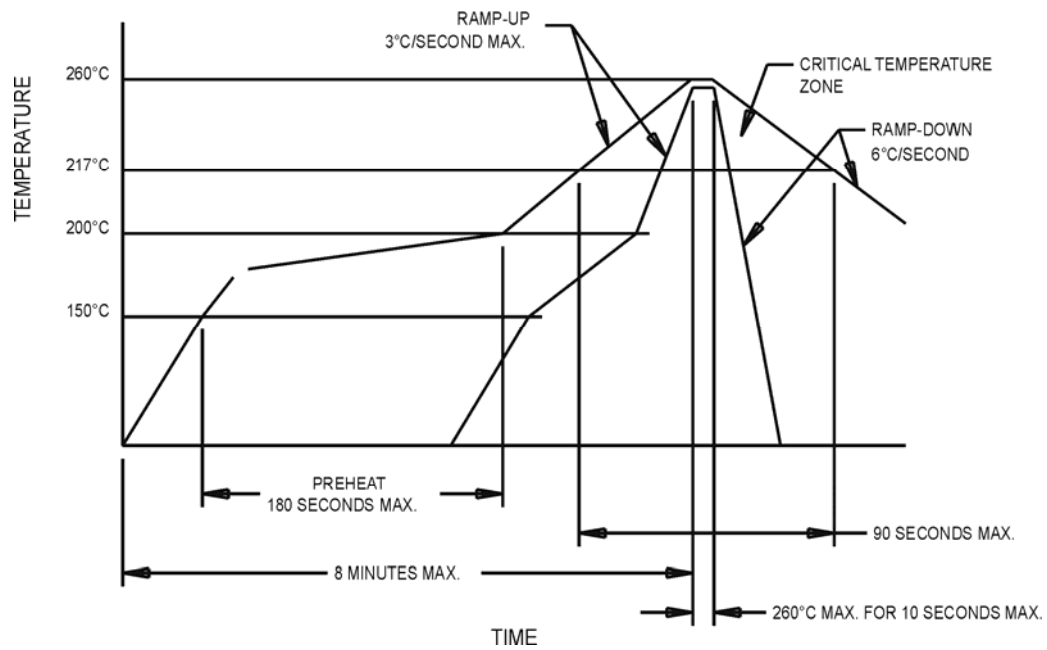 RAMP-UP
3°C/SECOND MAX.
TEMPERATURE
260°C
CRITICAL TEMPERATURE
ZONE
RAMP-DOWN
6°C/SECOND
217°C
200°C
150°C
PREHEAT
180 SECONDS MAX.
90 SECONDS MAX.
8 MINUTES MAX.
260°C MAX. FOR 10 SECONDS MAX.
TIME